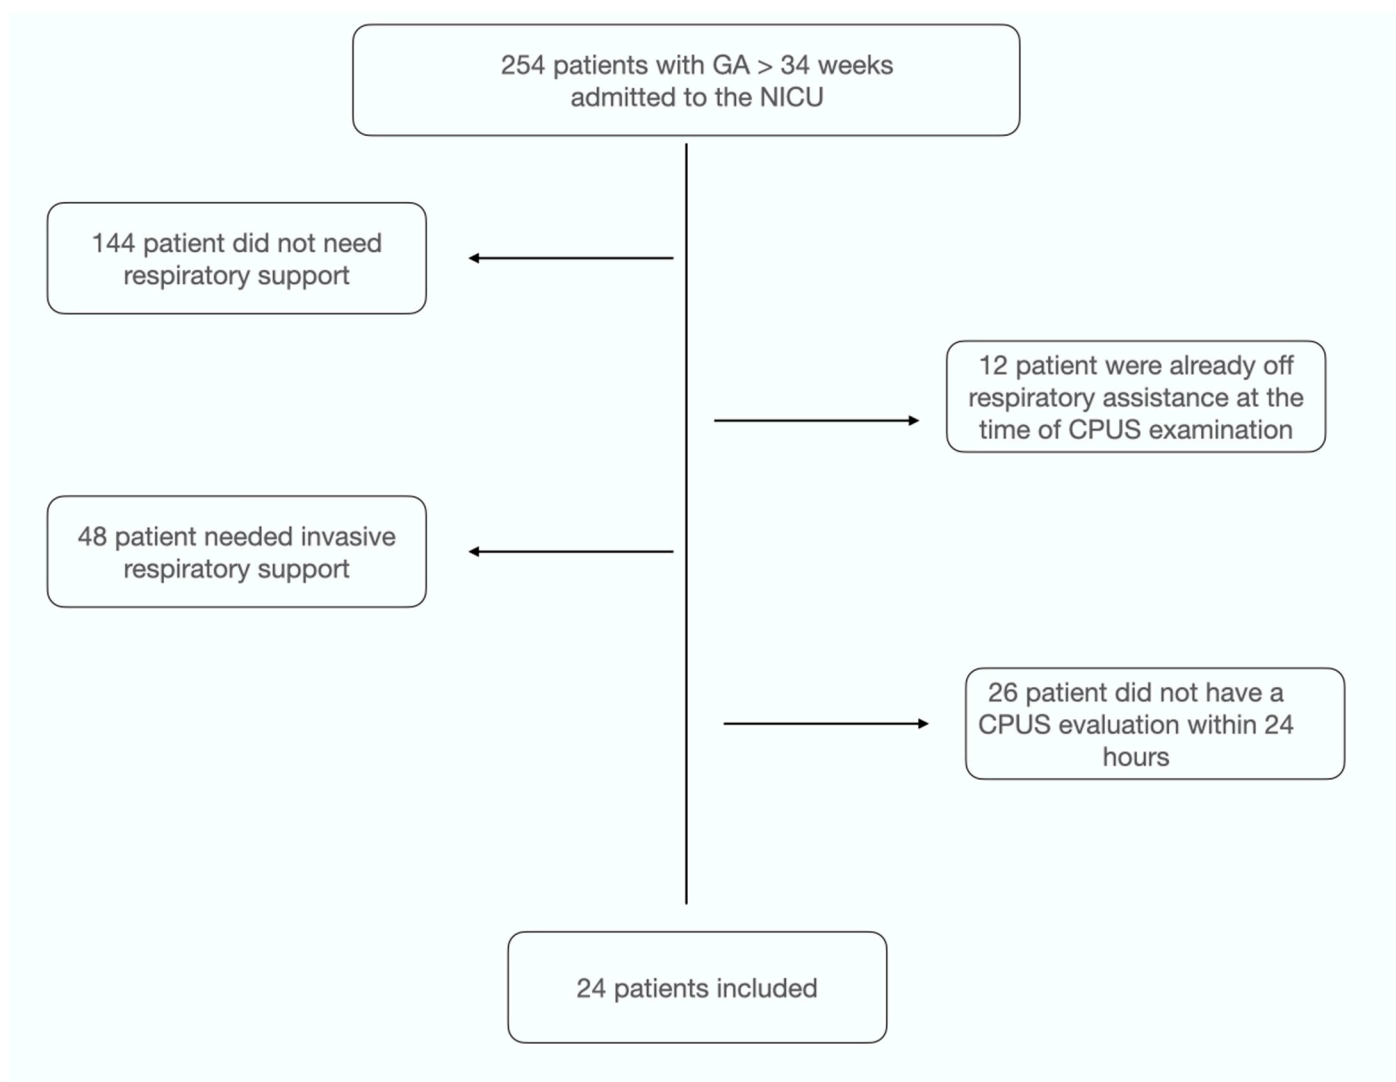 254 patients with GA > 34 weeks
admitted to the NICU
144 patient did not need
respiratory support
12 patient were already off
respiratory assistance at the
time of CPUS examination
48 patient needed invasive
respiratory support
26 patient did not have a
CPUS evaluation within 24
hours
24 patients included